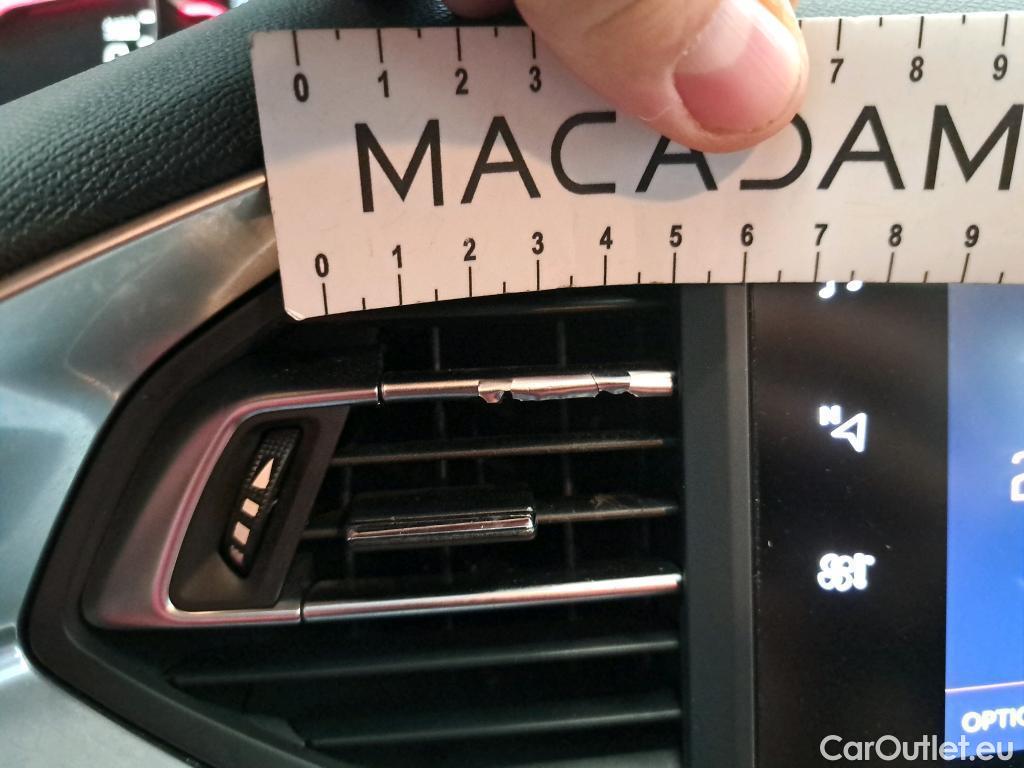 0 1 2 3 7 8 9
MACADAM
0 1 2 3 4 5 6 7 8 9
N
OPTIO
CarOutlet.eu